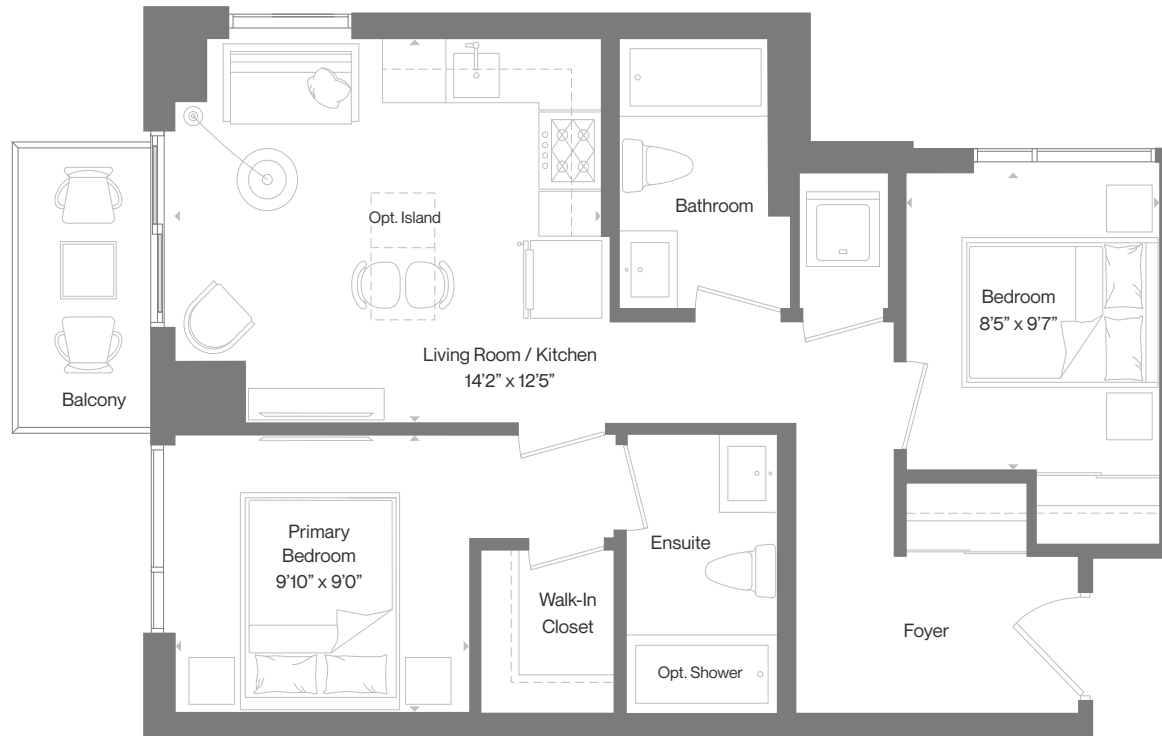 Opt. Island
Bathroom
Bedroom
8’5” x 9’7”
Living Room / Kitchen
14’2” x 12’5”
Balcony
Primary
Bedroom
9’10” x 9’0”
Ensuite
Walk-In
Closet
Foyer
Opt. Shower